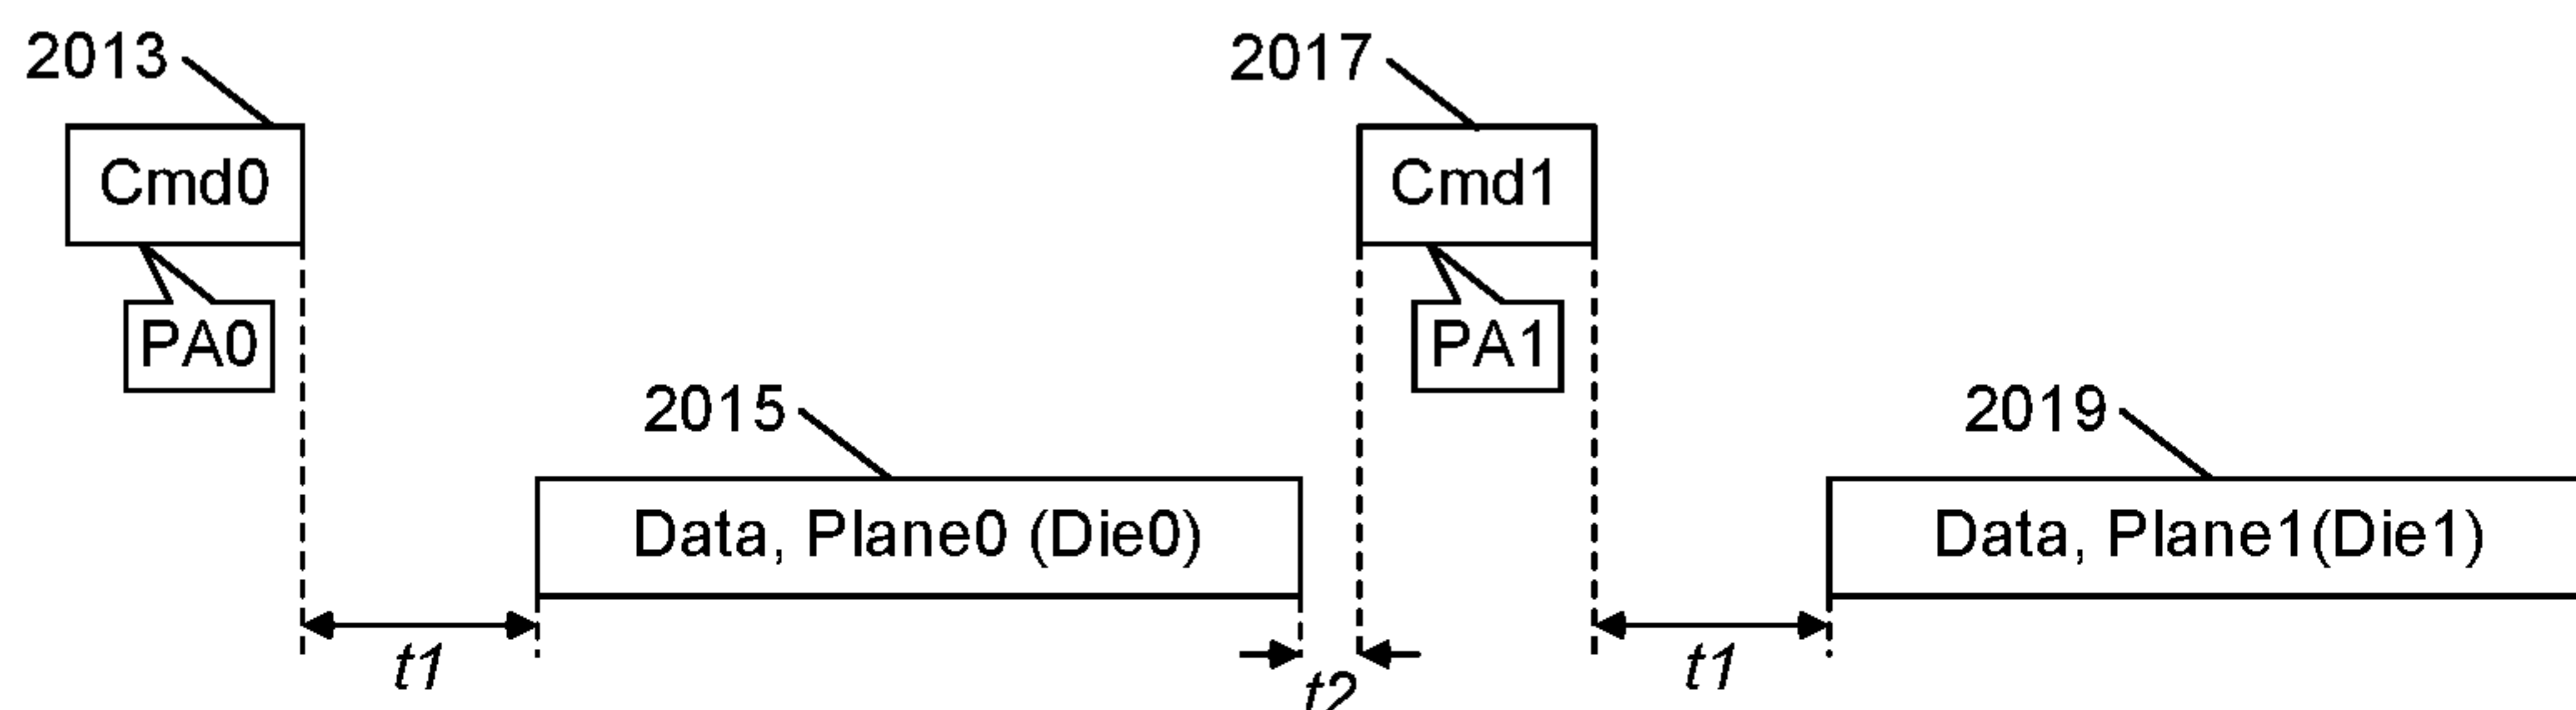 2013
2017
Cmd0
Cmd1
PA0
PA1
2015
2019
Data, Plane0 (Die0)
Data, Plane1(Die1)
t1
t2
t1